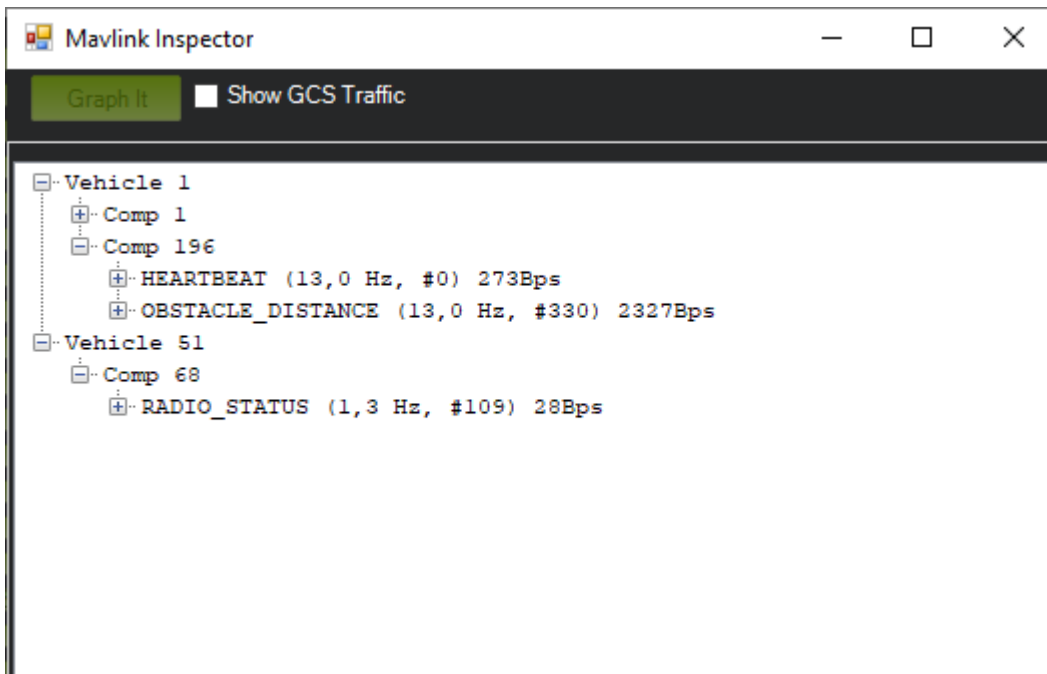 Mavlink Inspector
Graph It Show GCS Traffic
Vehicle 1
Comp 1
Comp 196
HEARTBEAT (13,0 Hz, #0) 273Bps
OBSTACLE_DISTANCE (13,0 Hz, #330) 2327Bps
Vehicle 51
Comp 68
RADIO_STATUS (1,3 Hz, #109) 28Bps